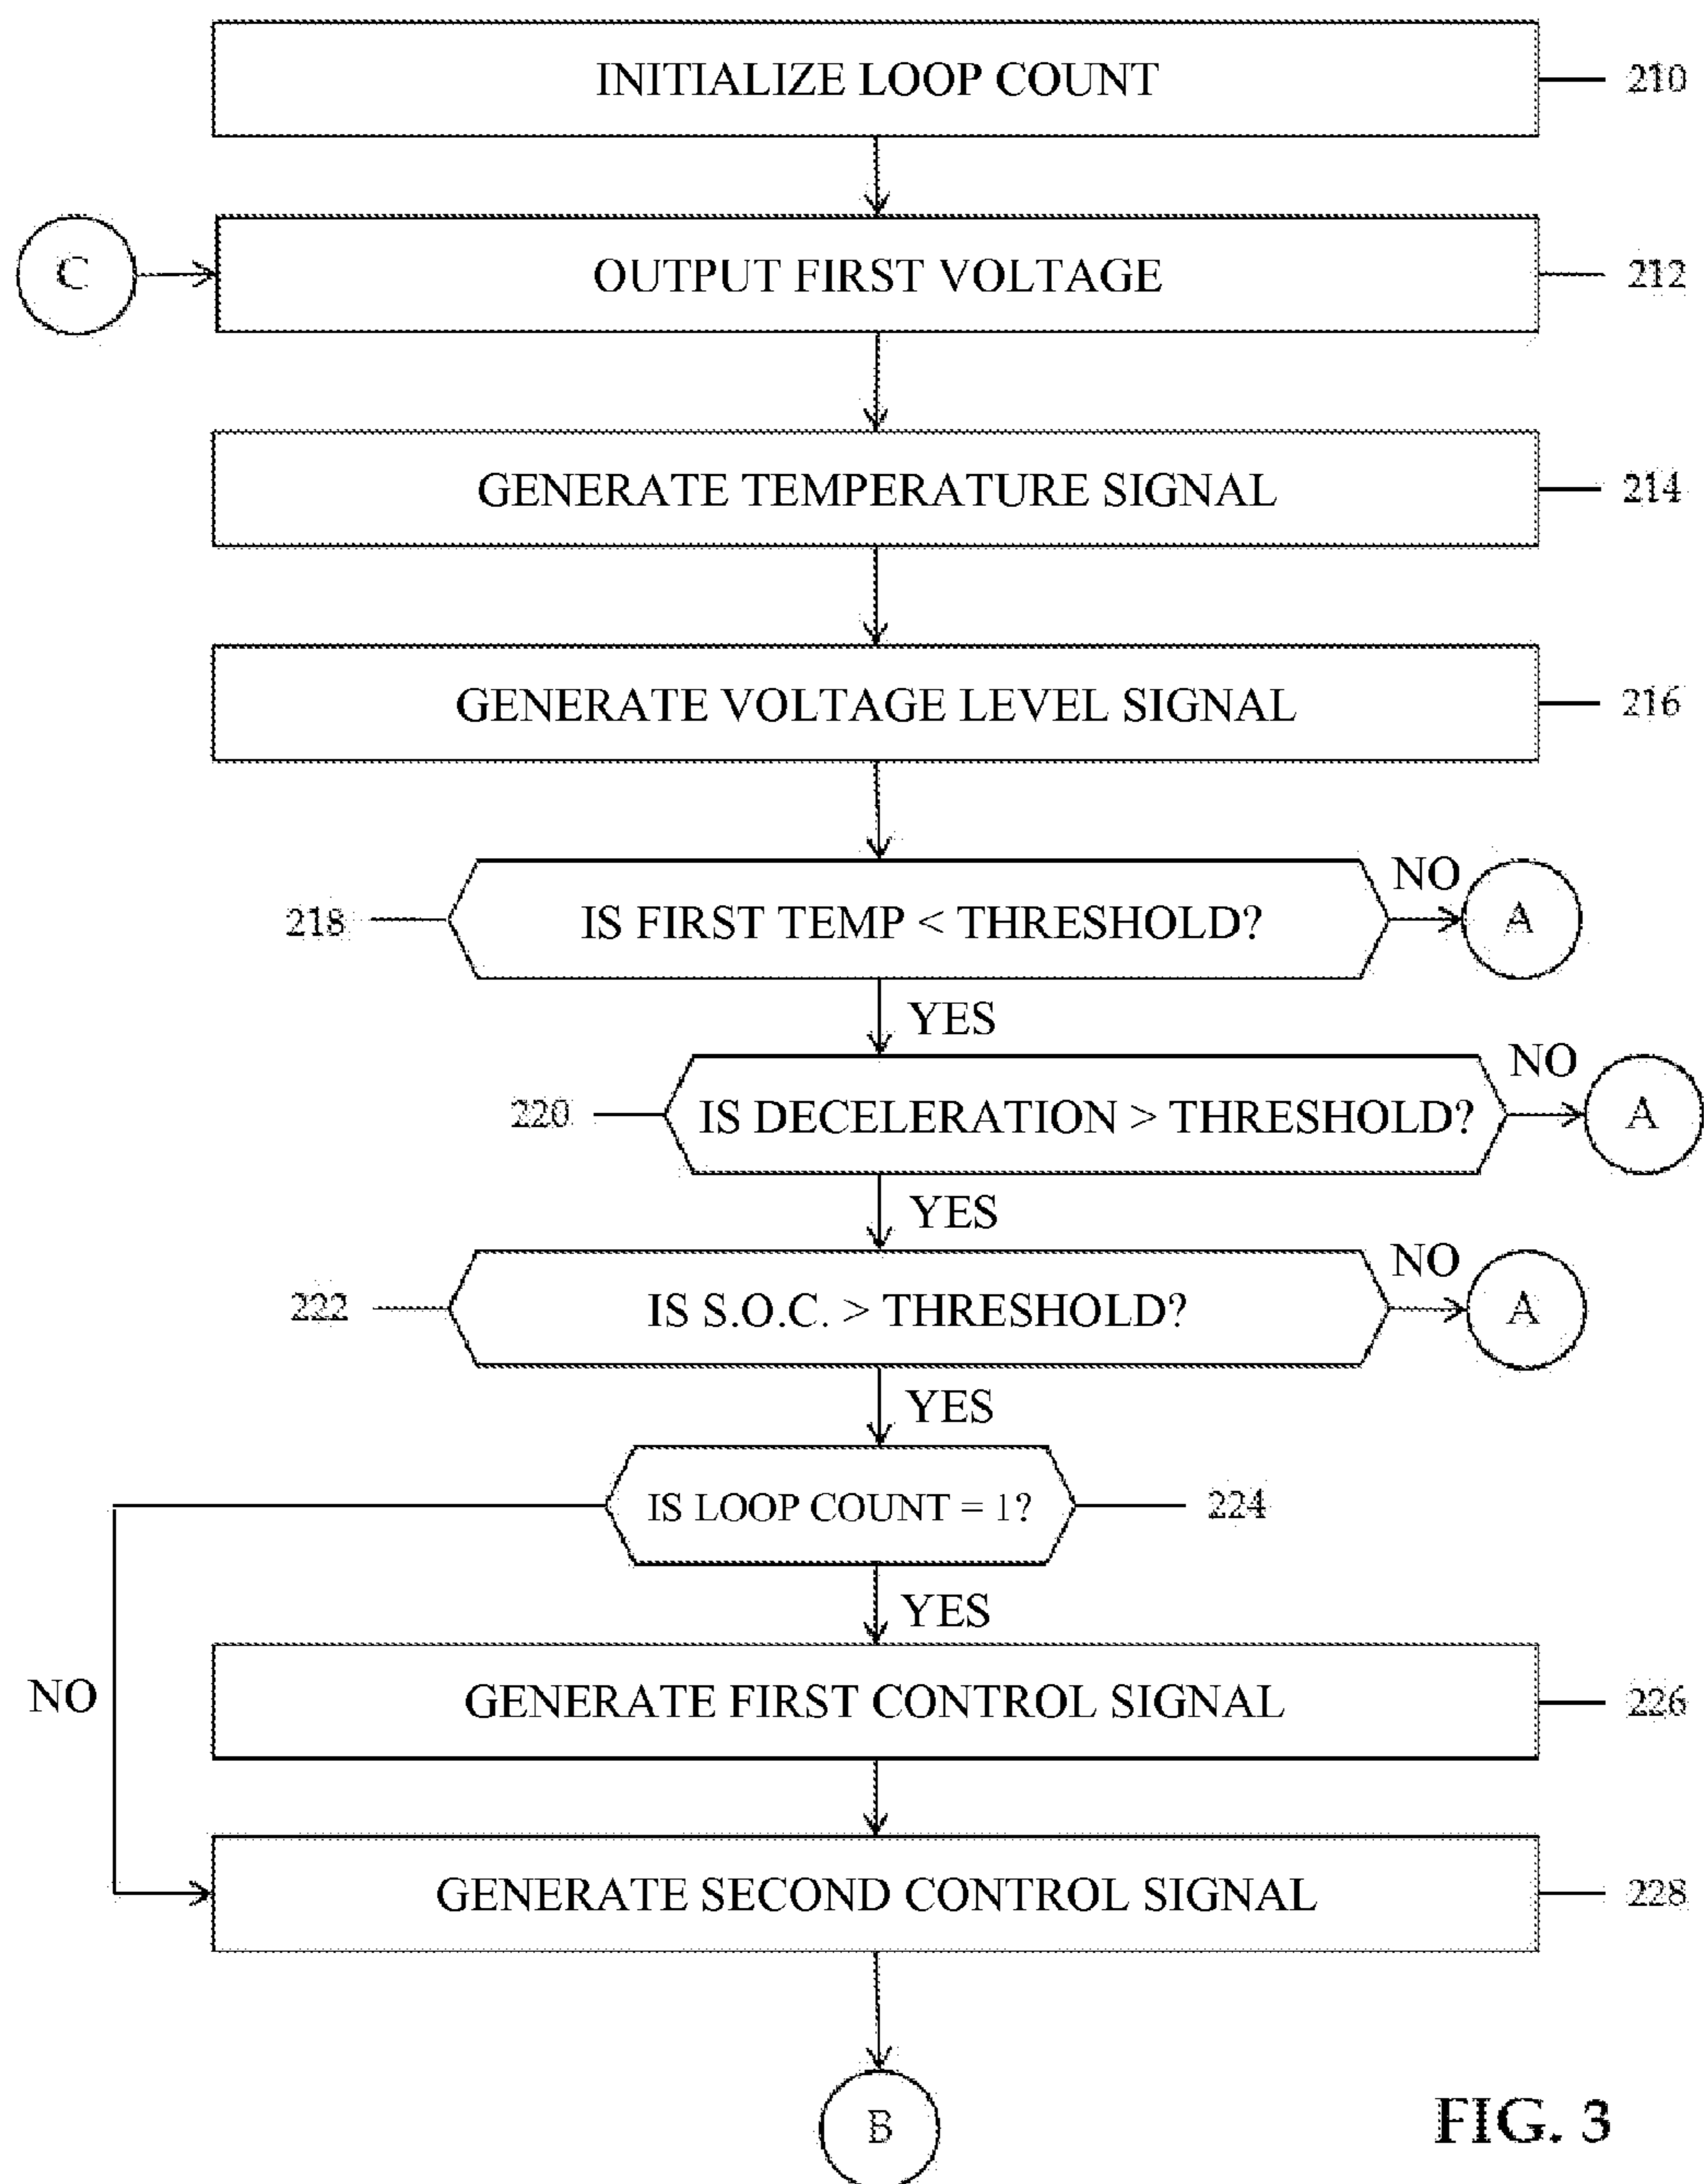 INITIALIZE LOOP COUNT 210
C OUTPUT FIRST VOLTAGE 212
GENERATE TEMPERATURE SIGNAL 214
GENERATE VOLTAGE LEVEL SIGNAL 216
218 IS FIRST TEMP < THRESHOLD? NO A
YES
220 IS DECELERATION > THRESHOLD? NO A
YES
222 IS S.O.C. > THRESHOLD? NO A
YES
IS LOOP COUNT = 1? 224
YES
NO
GENERATE FIRST CONTROL SIGNAL 226
GENERATE SECOND CONTROL SIGNAL 228
B
FIG. 3